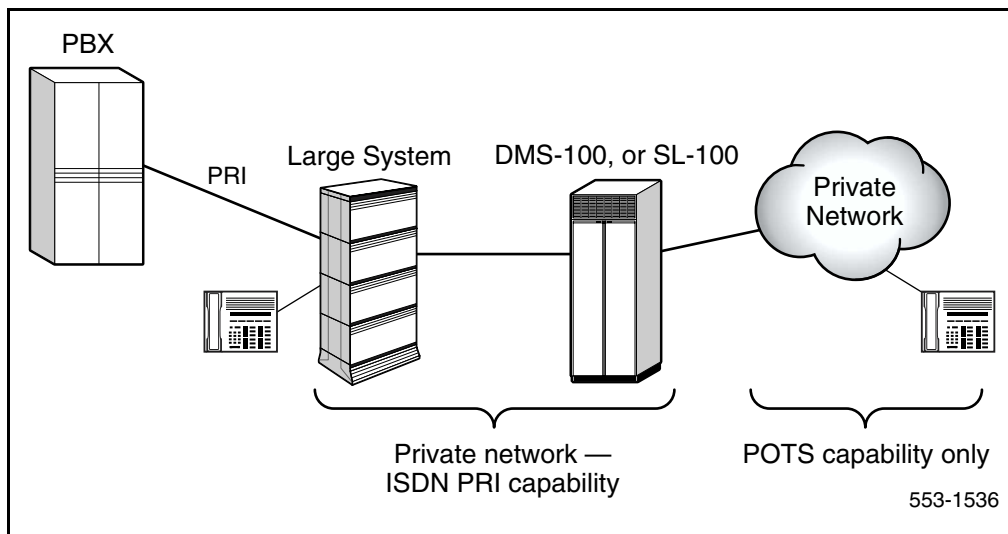 PBX
PRI
Large System
DMS-100, or SL-100
Private
Network
Private network —
ISDN PRI capability
POTS capability only
553-1536